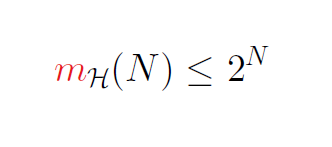 m_ℋ(N) ≤ 2^N